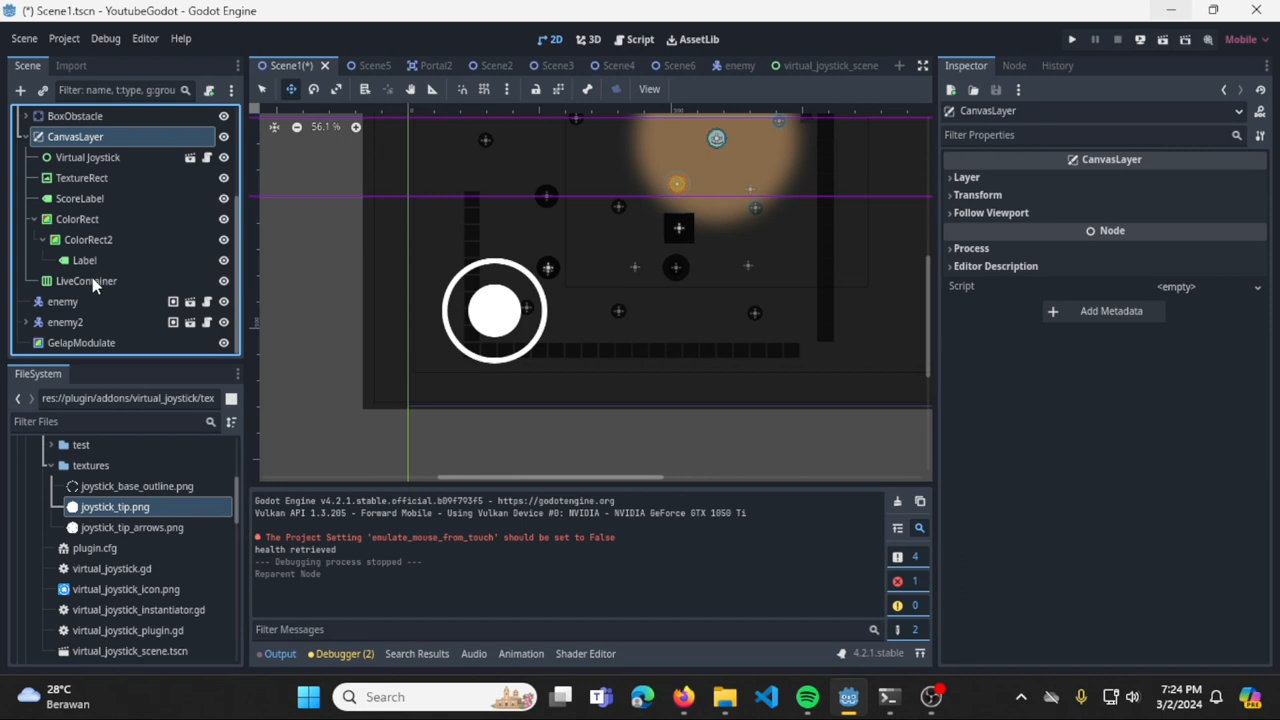 (*) Scene1.tscn - YoutubeGodot - Godot Engine
Scene Project Debug Editor Help
2D 3D Script AssetLib
Mobile
Scene Import
Scene1(*) Scene5 Portal2 Scene2 Scene3 Scene4 Scene6 enemy virtual_joystick_scene
Inspector Node History
Filter: name, t:type, g:grou
View
BoxObstacle
CanvasLayer
Virtual Joystick
TextureRect
ScoreLabel
ColorRect
ColorRect2
Label
LiveContainer
enemy
enemy2
GelapModulate
0
500
56.1 %
CanvasLayer
Filter Properties
CanvasLayer
Layer
Transform
Follow Viewport
Node
Process
Editor Description
Script <empty>
Add Metadata
FileSystem
res://plugin/addons/virtual_joystick/tex
Filter Files
test
textures
joystick_base_outline.png
joystick_tip.png
joystick_tip_arrows.png
plugin.cfg
virtual_joystick.gd
virtual_joystick_icon.png
virtual_joystick_instantiator.gd
virtual_joystick_plugin.gd
virtual_joystick_scene.tscn
Godot Engine v4.2.1.stable.official.b09f793f5 - https://godotengine.org
Vulkan API 1.3.205 - Forward Mobile - Using Vulkan Device #0: NVIDIA - NVIDIA GeForce GTX 1050 Ti
The Project Setting 'emulate_mouse_from_touch' should be set to False
health retrieved
--- Debugging process stopped ---
Reparent Node
4
1
0
2
Filter Messages
Output Debugger (2) Search Results Audio Animation Shader Editor
4.2.1.stable
28°C
Berawan
Search
7:24 PM
3/2/2024
PRE